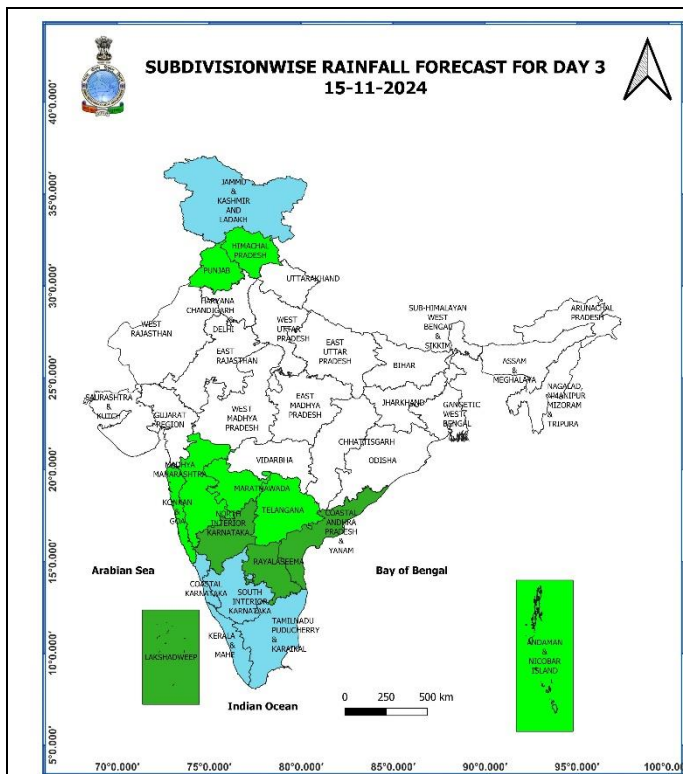 SUBDIVISIONWISE RAINFALL FORECAST FOR DAY 3
15-11-2024
40°0.000'
35°0.000'
30°0.000'
25°0.000'
20°0.000'
15°0.000'
10°0.000'
5°0.000'
JAMMU
&
KASHMIR
AND
LADAKH
HIMACHAL
PRADESH
PUNJAB
UTTARAKHAND
HARYANA
CHANDIGARH
&
DELHI
WEST
RAJASTHAN
WEST
UTTAR
PRADESH
SUB-HIMALAYAN
WEST
BENGAL
&
SIKKIM
ARUNACHAL
PRADESH
EAST
RAJASTHAN
EAST
UTTAR
PRADESH
BIHAR
ASSAM
&
MEGHALAYA
NAGALAD,
MANIPUR
MIZORAM &
TRIPURA
SAURASHTRA
&
KUTCH
GUJARAT
REGION
WEST
MADHYA
PRADESH
EAST
MADHYA
PRADESH
JHARKHAND
GANGETIC
WEST
BENGAL
CHHATTISGARH
ODISHA
VIDARBHA
MADHYA
MAHARASHTRA
MARATHAWADA
KONKAN
&
GOA
TELANGANA
NORTH
INTERIOR
KARNATAKA
COASTAL
ANDHRA
PRADESH
&
YANAM
RAYALASEEMA
Arabian Sea
Bay of Bengal
COASTAL
KARNATAKA
SOUTH
INTERIOR
KARNATAKA
TAMILNADU
PUDUCHERRY
&
KARAIKAL
KERALA
&
MAHE
LAKSHADWEEP
ANDAMAN
&
NICOBAR
ISLAND
Indian Ocean
0 250 500 km
70°0.000' 75°0.000' 80°0.000' 85°0.000' 90°0.000' 95°0.000'